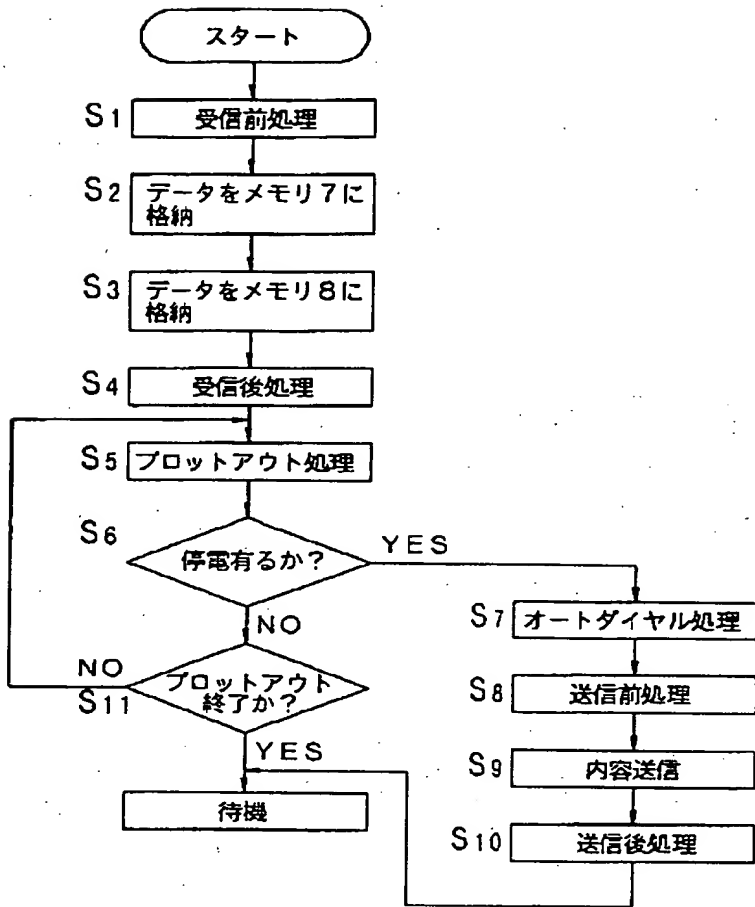 スタート
S1 受信前処理
S2 データをメモリ7に
格納
S3 データをメモリ8に
格納
S4 受信後処理
S5 プロットアウト処理
S6 停電有るか?
YES
NO
S7 オートダイヤル処理
S8 送信前処理
S9 内容送信
S10 送信後処理
NO
S11 プロットアウト
終了か?
YES
待機